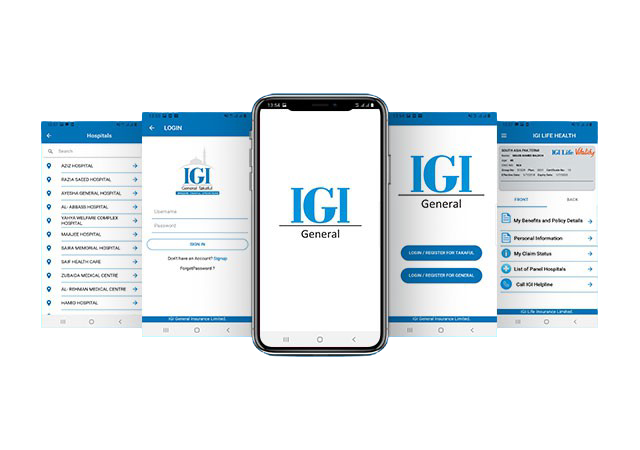 Hospitals
Search
AZIZ HOSPITAL
RAZIA SAEED HOSPITAL
AYESHA GENERAL HOSPITAL
AL- ABBASS HOSPITAL
YAHYA WELFARE COMPLEX
HOSPITAL
MAAJEE HOSPITAL
SAIRA MEMORIAL HOSPITAL
SAIF HEALTH CARE
ZUBAIDA MEDICAL CENTRE
AL- REHMAN MEDICAL CENTRE
HAMID HOSPITAL
LOGIN
IGI
General Takaful
Username
Password
SIGN IN
Don't have an Account? Signup
ForgetPassword ?
IGI General Insurance Limited.
13:56
IGI
General
IGI
General
LOGIN / REGISTER FOR TAKAFUL
LOGIN / REGISTER FOR GENERAL
IGI General Insurance Limited.
IGI LIFE HEALTH
IGI Life Vitality
FRONT
BACK
My Benefits and Policy Details
Personal Information
My Claim Status
List of Panel Hospitals
Call IGI Helpline
IGI Life Insurance Limited.